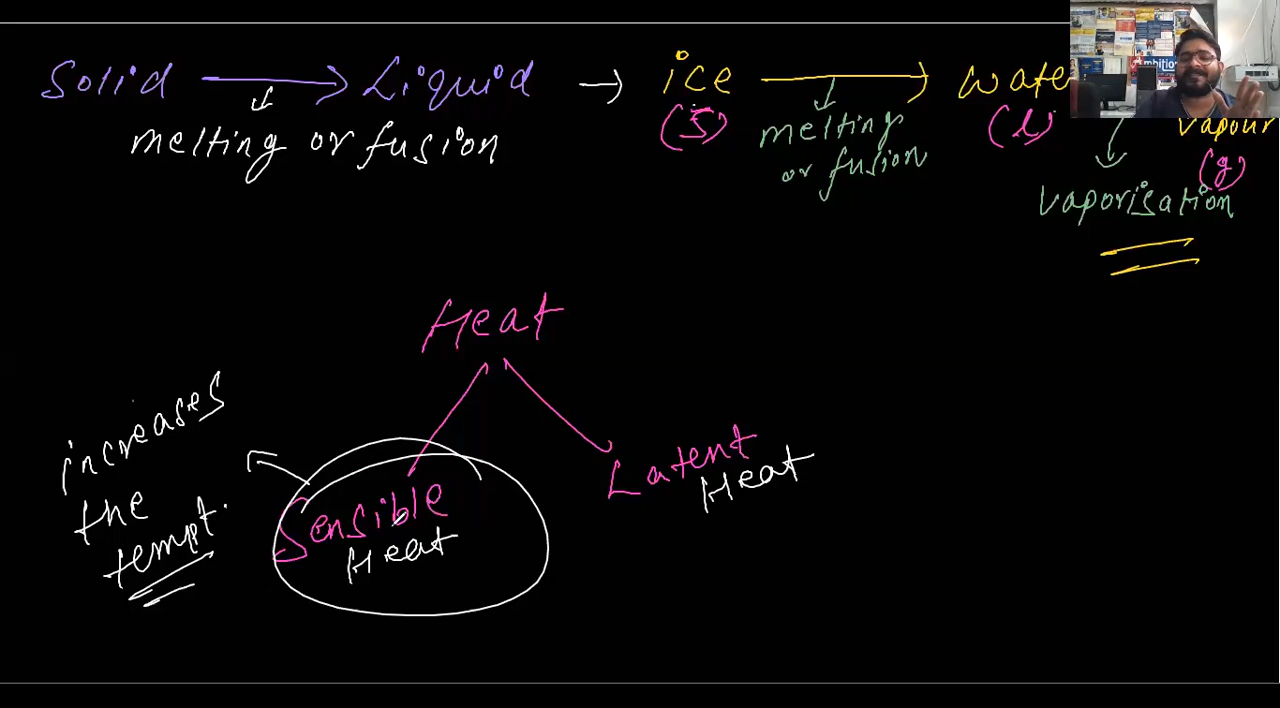 Solid → Liquid → ice → wate
melting or fusion
(s)
melting
or fusion
(l)
vapour
(g)
vaporisation
Heat
increases
the
tempt.
Sensible
Heat
Latent
Heat
mbition